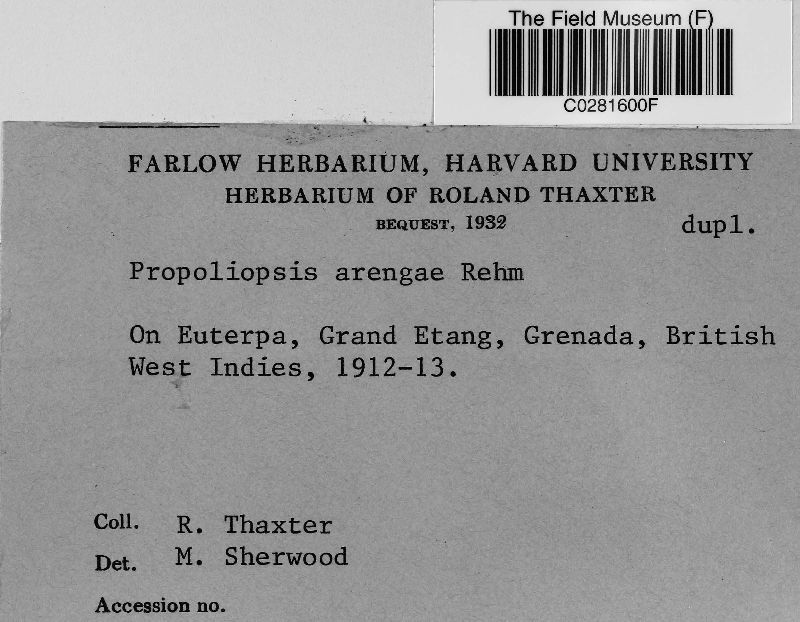 The Field Museum (F)
C0281600F
FARLOW HERBARIUM, HARVARD UNIVERSITY
HERBARIUM OF ROLAND THAXTER
BEQUEST, 1932
dupl.
Propoliopsis arengae Rehm
On Euterpa, Grand Etang, Grenada, British
West Indies, 1912-13.
Coll. R. Thaxter
Det. M. Sherwood
Accession no.